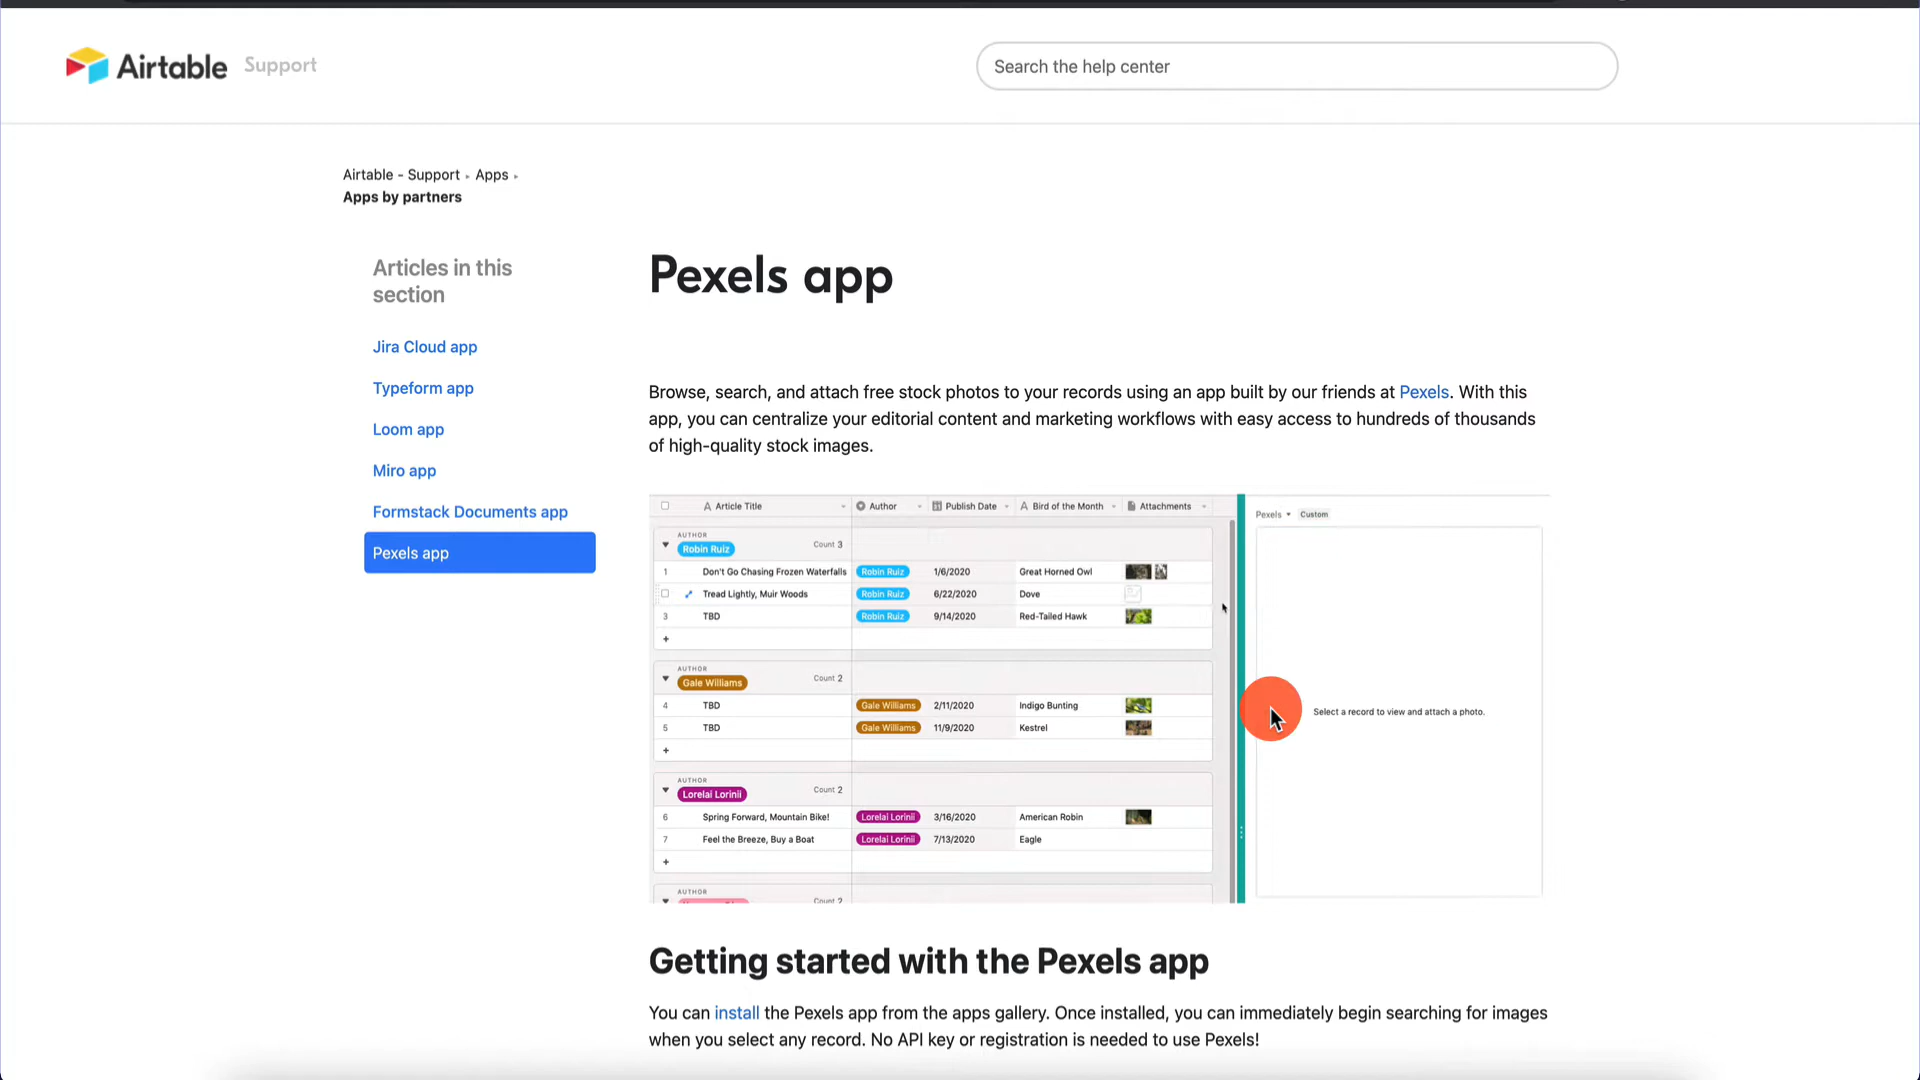 Airtable Support
Search the help center
Airtable - Support ▸ Apps ▸
Apps by partners
Articles in this
section
Jira Cloud app
Typeform app
Loom app
Miro app
Formstack Documents app
Pexels app
Pexels app
Browse, search, and attach free stock photos to your records using an app built by our friends at Pexels. With this
app, you can centralize your editorial content and marketing workflows with easy access to hundreds of thousands
of high-quality stock images.
Article Title Author Publish Date Bird of the Month Attachments
AUTHOR
Robin Ruiz Count 3
1 Don't Go Chasing Frozen Waterfalls Robin Ruiz 1/6/2020 Great Horned Owl
Tread Lightly, Muir Woods Robin Ruiz 6/22/2020 Dove
3 TBD Robin Ruiz 9/14/2020 Red-Tailed Hawk
+
AUTHOR
Gale Williams Count 2
4 TBD Gale Williams 2/11/2020 Indigo Bunting
5 TBD Gale Williams 11/9/2020 Kestrel
+
AUTHOR
Lorelai Lorinii Count 2
6 Spring Forward, Mountain Bike! Lorelai Lorinii 3/16/2020 American Robin
7 Feel the Breeze, Buy a Boat Lorelai Lorinii 7/13/2020 Eagle
+
AUTHOR
Count 2
Pexels Custom
Select a record to view and attach a photo.
Getting started with the Pexels app
You can install the Pexels app from the apps gallery. Once installed, you can immediately begin searching for images
when you select any record. No API key or registration is needed to use Pexels!